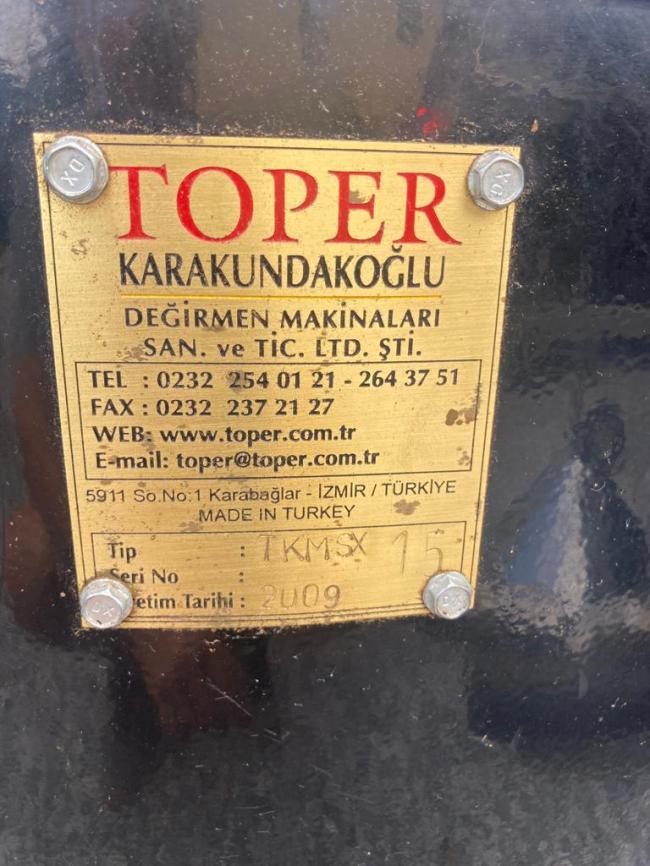 TOPER
KARAKUNDAKOĞLU
DEĞİRMEN MAKİNALARI
SAN. ve TİC. LTD. ŞTİ.
TEL : 0232 254 01 21 - 264 37 51
FAX : 0232 237 21 27
WEB: www.toper.com.tr
E-mail: toper@toper.com.tr
5911 So.No:1 Karabağlar - İZMİR / TÜRKİYE
MADE IN TURKEY
Tip : TKMSX 15
Seri No :
etim Tarihi : 2009